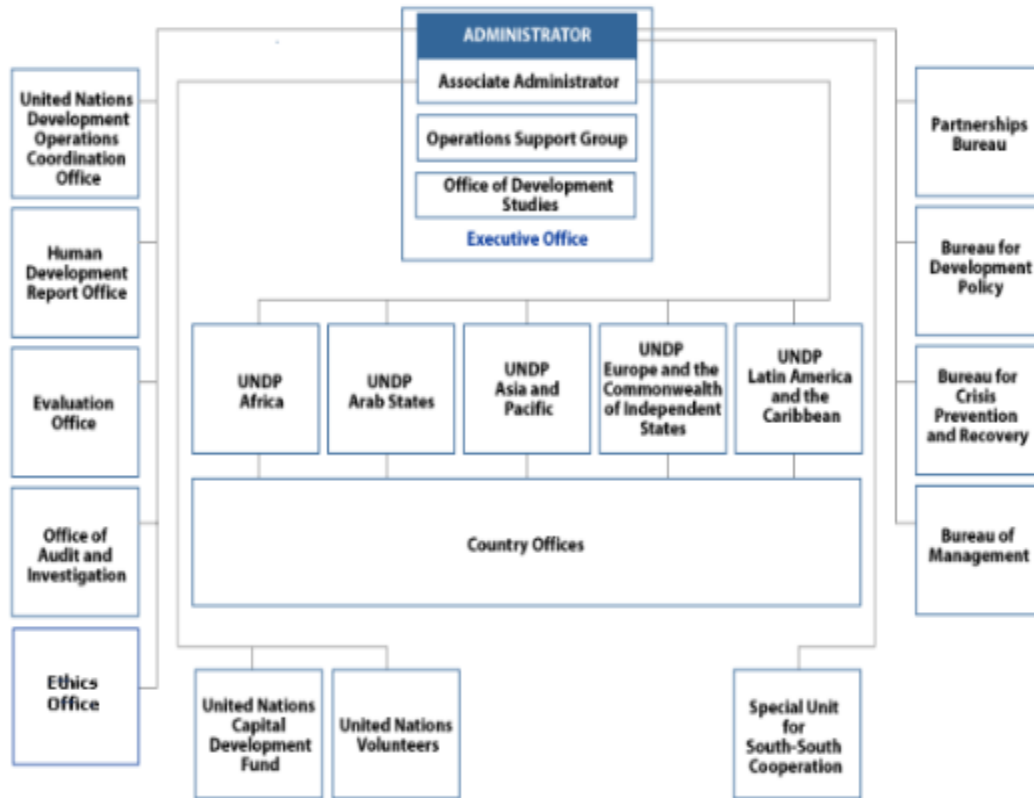 ADMINISTRATOR
Associate Administrator
Operations Support Group
Office of Development
Studies
Executive Office
United Nations
Development
Operations
Coordination
Office
Human
Development
Report Office
Evaluation
Office
Office of
Audit and
Investigation
Ethics
Office
Partnerships
Bureau
Bureau for
Development
Policy
Bureau for
Crisis
Prevention
and Recovery
Bureau of
Management
UNDP
Africa
UNDP
Arab States
UNDP
Asia and
Pacific
UNDP
Europe and the
Commonwealth
of Independent
States
UNDP
Latin America
and the
Caribbean
Country Offices
United Nations
Capital
Development
Fund
United Nations
Volunteers
Special Unit
for
South-South
Cooperation